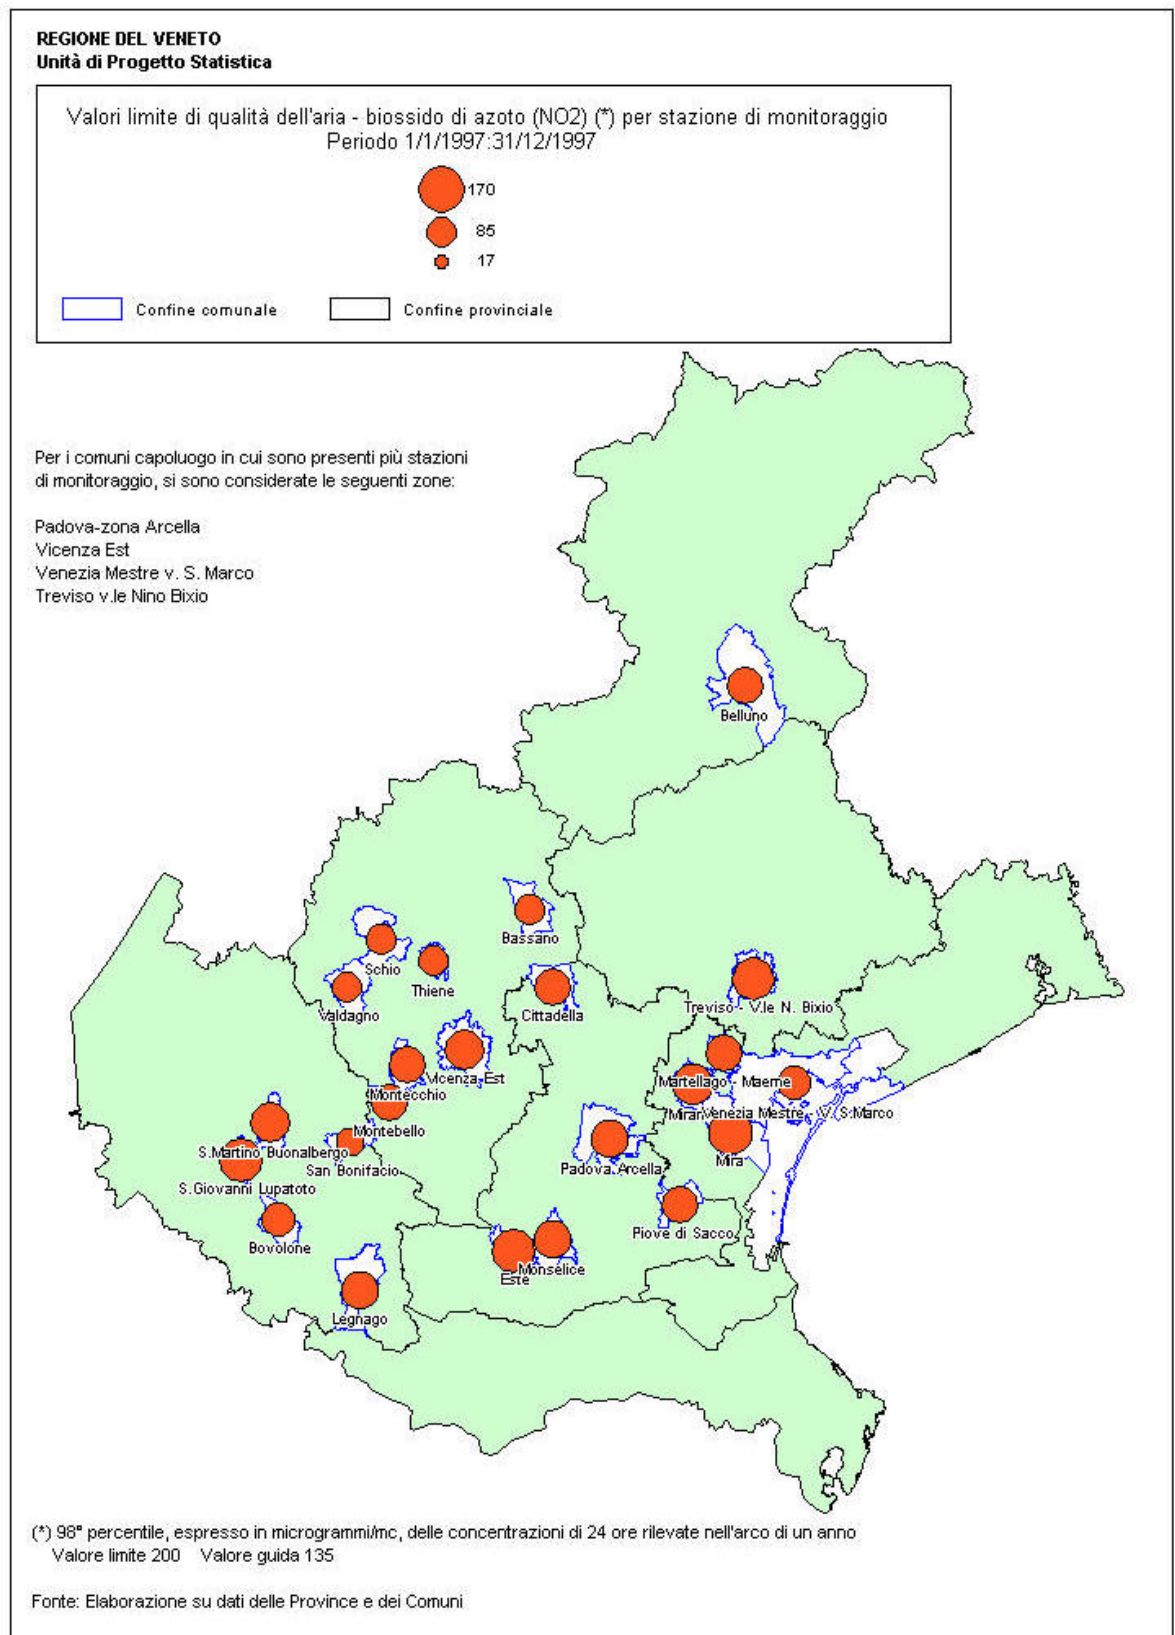 REGIONE DEL VENETO
Unità di Progetto Statistica
Valori limite di qualità dell'aria - biossido di azoto (NO2) (*) per stazione di monitoraggio
Periodo 1/1/1997:31/12/1997
170
85
17
Confine comunale
Confine provinciale
Per i comuni capoluogo in cui sono presenti più stazioni
di monitoraggio, si sono considerate le seguenti zone:
Padova-zona Arcella
Vicenza Est
Venezia Mestre v. S. Marco
Treviso v.le Nino Bixio
Belluno
Bassano
Schio
Thiene
Valdagno
Cittadella
Treviso - V.le N. Bixio
Vicenza Est
Martellago - Maerne
Montecchio
Miran
Venezia Mestre - V. S.Marco
Montebello
S.Martino Buonalbergo
Mira
San Bonifacio
Padova Arcella
S.Giovanni Lupatoto
Piove di Sacco
Bovolone
Monselice
Este
Legnago
(*) 98° percentile, espresso in microgrammi/mc, delle concentrazioni di 24 ore rilevate nell'arco di un anno
Valore limite 200 Valore guida 135
Fonte: Elaborazione su dati delle Province e dei Comuni